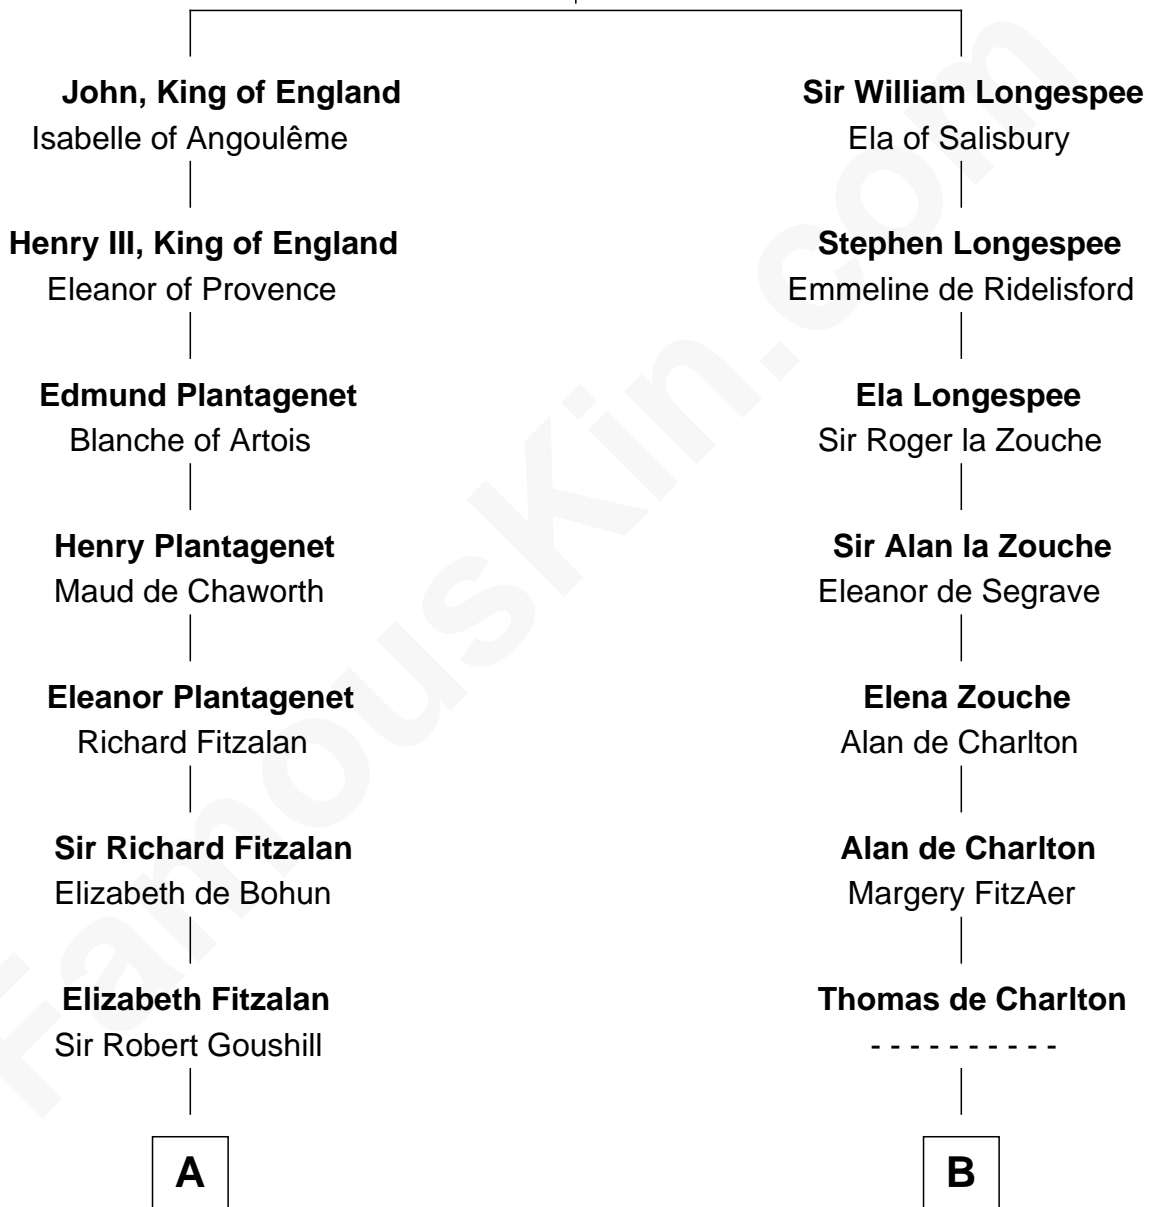 John, King of England
Isabelle of Angoulême
Henry III, King of England
Eleanor of Provence
Edmund Plantagenet
Blanche of Artois
Henry Plantagenet
Maud de Chaworth
Eleanor Plantagenet
Richard Fitzalan
Sir Richard Fitzalan
Elizabeth de Bohun
Elizabeth Fitzalan
Sir Robert Goushill
A
Sir William Longespee
Ela of Salisbury
Stephen Longespee
Emmeline de Ridelisford
Ela Longespee
Sir Roger la Zouche
Sir Alan la Zouche
Eleanor de Segrave
Elena Zouche
Alan de Charlton
Alan de Charlton
Margery FitzAer
Thomas de Charlton
- - - - - - - - - -
B
FamousKin.com